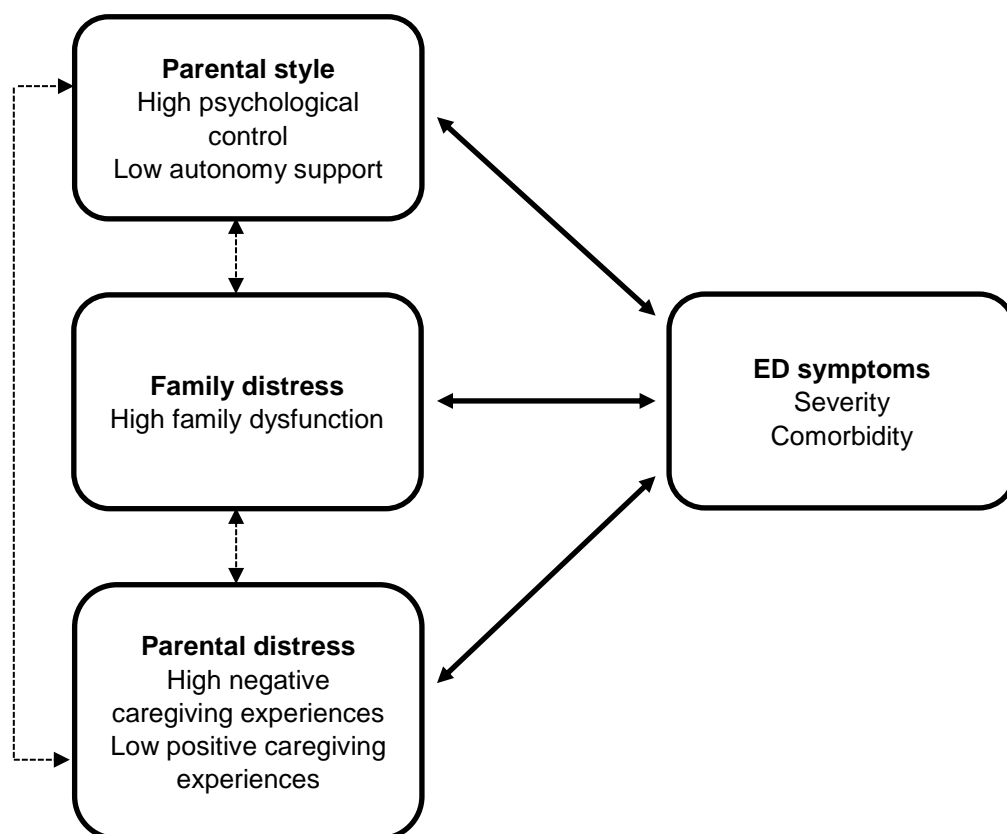 Parental style
High psychological
control
Low autonomy support
Family distress
High family dysfunction
ED symptoms
Severity
Comorbidity
Parental distress
High negative
caregiving experiences
Low positive caregiving
experiences